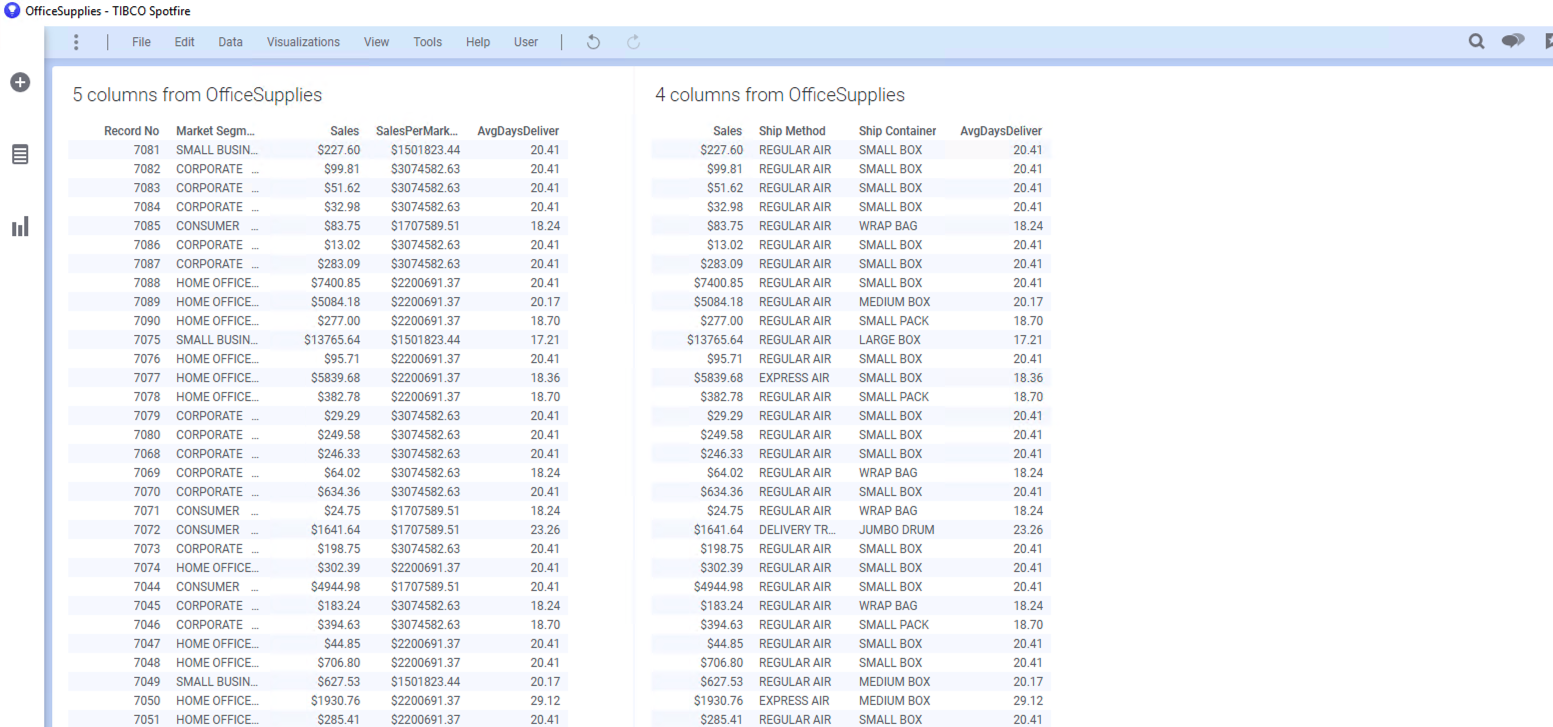 OfficeSupplies - TIBCO Spotfire
File Edit Data Visualizations View Tools Help User
5 columns from OfficeSupplies
Record No Market Segm... Sales SalesPerMark... AvgDaysDeliver
7081 SMALL BUSIN... $227.60 $1501823.44 20.41
7082 CORPORATE ... $99.81 $3074582.63 20.41
7083 CORPORATE ... $51.62 $3074582.63 20.41
7084 CORPORATE ... $32.98 $3074582.63 20.41
7085 CONSUMER ... $83.75 $1707589.51 18.24
7086 CORPORATE ... $13.02 $3074582.63 20.41
7087 CORPORATE ... $283.09 $3074582.63 20.41
7088 HOME OFFICE... $7400.85 $2200691.37 20.41
7089 HOME OFFICE... $5084.18 $2200691.37 20.17
7090 HOME OFFICE... $277.00 $2200691.37 18.70
7075 SMALL BUSIN... $13765.64 $1501823.44 17.21
7076 HOME OFFICE... $95.71 $2200691.37 20.41
7077 HOME OFFICE... $5839.68 $2200691.37 18.36
7078 HOME OFFICE... $382.78 $2200691.37 18.70
7079 CORPORATE ... $29.29 $3074582.63 20.41
7080 CORPORATE ... $249.58 $3074582.63 20.41
7068 CORPORATE ... $246.33 $3074582.63 20.41
7069 CORPORATE ... $64.02 $3074582.63 18.24
7070 CORPORATE ... $634.36 $3074582.63 20.41
7071 CONSUMER ... $24.75 $1707589.51 18.24
7072 CONSUMER ... $1641.64 $1707589.51 23.26
7073 CORPORATE ... $198.75 $3074582.63 20.41
7074 HOME OFFICE... $302.39 $2200691.37 20.41
7044 CONSUMER ... $4944.98 $1707589.51 20.41
7045 CORPORATE ... $183.24 $3074582.63 18.24
7046 CORPORATE ... $394.63 $3074582.63 18.70
7047 HOME OFFICE... $44.85 $2200691.37 20.41
7048 HOME OFFICE... $706.80 $2200691.37 20.41
7049 SMALL BUSIN... $627.53 $1501823.44 20.17
7050 HOME OFFICE... $1930.76 $2200691.37 29.12
7051 HOME OFFICE... $285.41 $2200691.37 20.41
4 columns from OfficeSupplies
Sales Ship Method Ship Container AvgDaysDeliver
$227.60 REGULAR AIR SMALL BOX 20.41
$99.81 REGULAR AIR SMALL BOX 20.41
$51.62 REGULAR AIR SMALL BOX 20.41
$32.98 REGULAR AIR SMALL BOX 20.41
$83.75 REGULAR AIR WRAP BAG 18.24
$13.02 REGULAR AIR SMALL BOX 20.41
$283.09 REGULAR AIR SMALL BOX 20.41
$7400.85 REGULAR AIR SMALL BOX 20.41
$5084.18 REGULAR AIR MEDIUM BOX 20.17
$277.00 REGULAR AIR SMALL PACK 18.70
$13765.64 REGULAR AIR LARGE BOX 17.21
$95.71 REGULAR AIR SMALL BOX 20.41
$5839.68 EXPRESS AIR SMALL BOX 18.36
$382.78 REGULAR AIR SMALL PACK 18.70
$29.29 REGULAR AIR SMALL BOX 20.41
$249.58 REGULAR AIR SMALL BOX 20.41
$246.33 REGULAR AIR SMALL BOX 20.41
$64.02 REGULAR AIR WRAP BAG 18.24
$634.36 REGULAR AIR SMALL BOX 20.41
$24.75 REGULAR AIR WRAP BAG 18.24
$1641.64 DELIVERY TR... JUMBO DRUM 23.26
$198.75 REGULAR AIR SMALL BOX 20.41
$302.39 REGULAR AIR SMALL BOX 20.41
$4944.98 REGULAR AIR SMALL BOX 20.41
$183.24 REGULAR AIR WRAP BAG 18.24
$394.63 REGULAR AIR SMALL PACK 18.70
$44.85 REGULAR AIR SMALL BOX 20.41
$706.80 REGULAR AIR SMALL BOX 20.41
$627.53 REGULAR AIR MEDIUM BOX 20.17
$1930.76 EXPRESS AIR MEDIUM BOX 29.12
$285.41 REGULAR AIR SMALL BOX 20.41